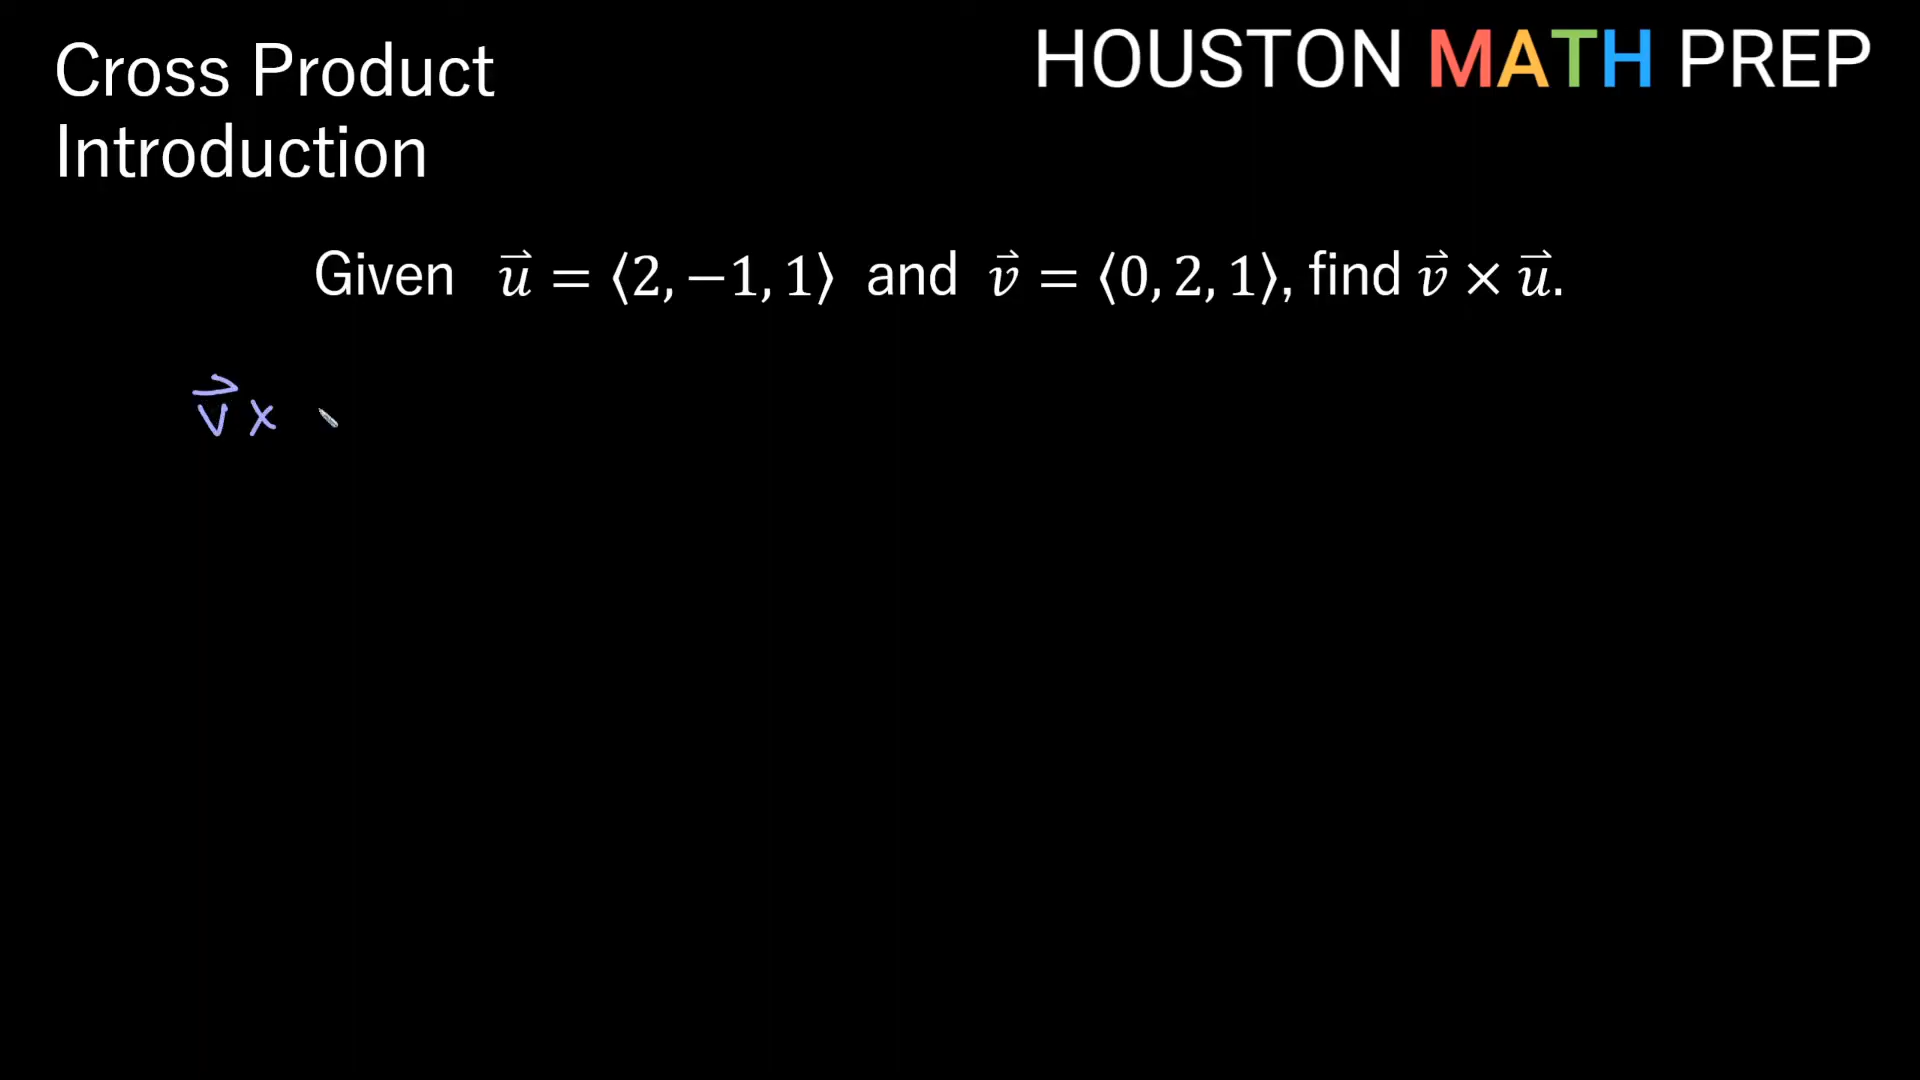 Cross Product
Introduction
HOUSTON MATH PREP
Given u⃗ = ⟨2, −1, 1⟩ and v⃗ = ⟨0, 2, 1⟩, find v⃗ × u⃗.
v⃗ ×